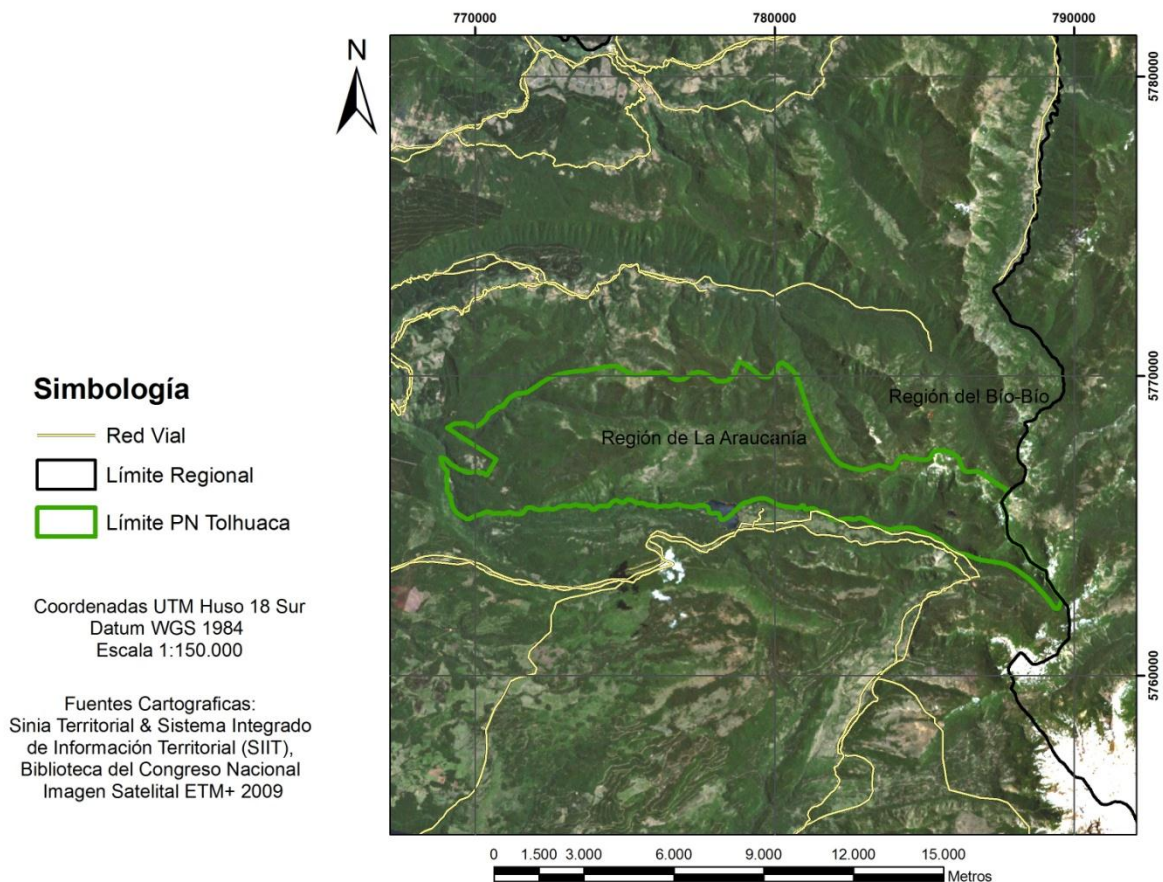 770000
780000
790000
N
5780000
5770000
5760000
Región del Bío-Bío
Región de La Araucanía
Simbología
Red Vial
Límite Regional
Límite PN Tolhuaca
Coordenadas UTM Huso 18 Sur
Datum WGS 1984
Escala 1:150.000
Fuentes Cartograficas:
Sinia Territorial & Sistema Integrado
de Información Territorial (SIIT),
Biblioteca del Congreso Nacional
Imagen Satelital ETM+ 2009
0 1.500 3.000 6.000 9.000 12.000 15.000
Metros